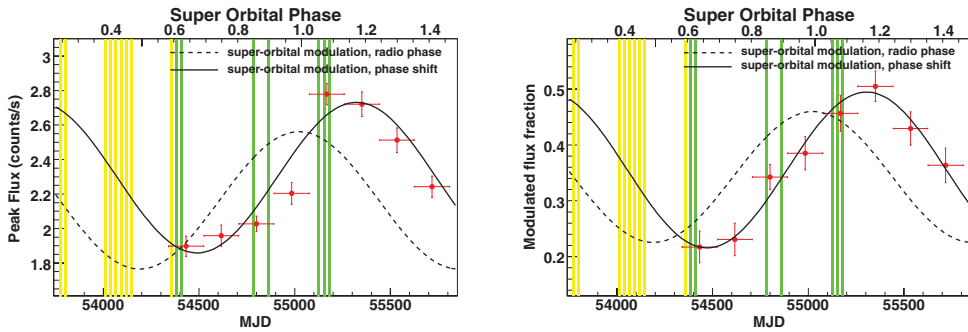 Super Orbital Phase
0.4 0.6 0.8 1 1.2 1.4
super-orbital modulation, radio phase
super-orbital modulation, phase shift
Peak Flux (counts/s)
3
2.8
2.6
2.4
2.2
2
1.8
54000 54500 55000 55500
MJD
Super Orbital Phase
0.4 0.6 0.8 1 1.2 1.4
super-orbital modulation, radio phase
super-orbital modulation, phase shift
Modulated flux fraction
0.5
0.4
0.3
0.2
54000 54500 55000 55500
MJD